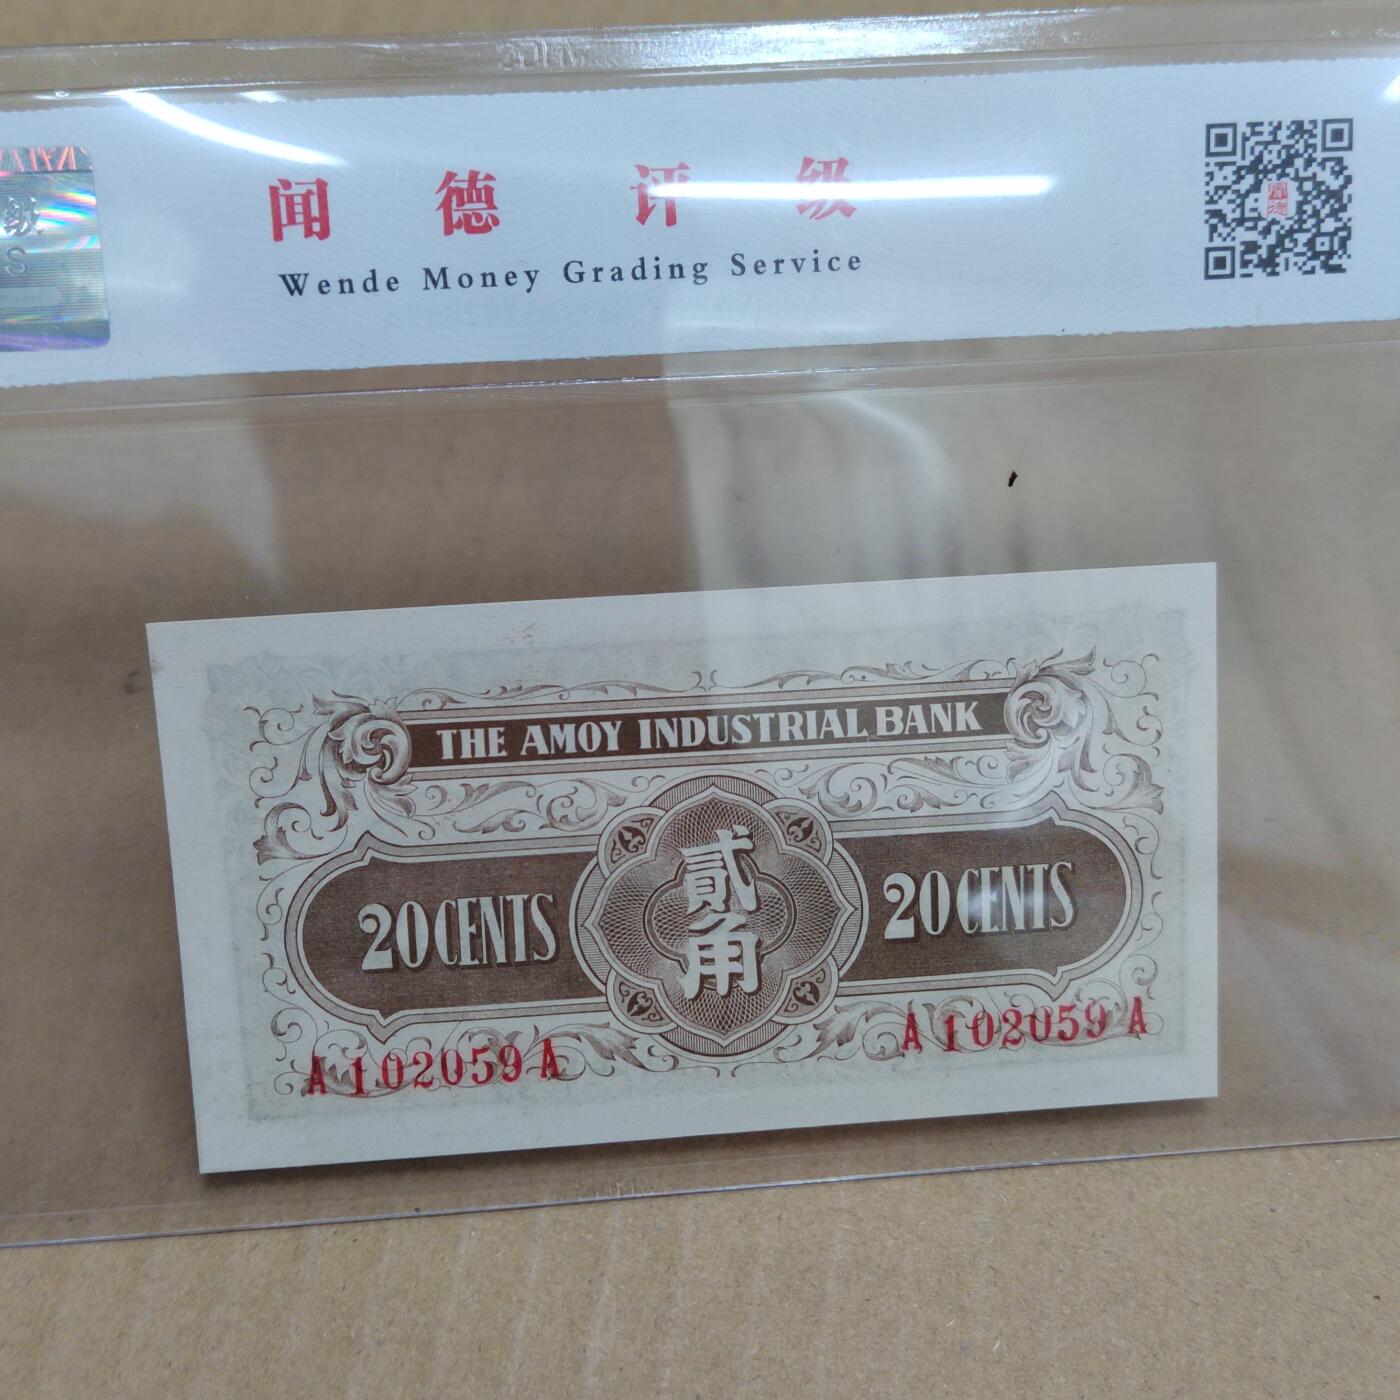 级
S
闻德评级
Wende Money Grading Service
THE AMOY INDUSTRIAL BANK
20 CENTS
貳角
20 CENTS
A 102059 A
A 102059 A